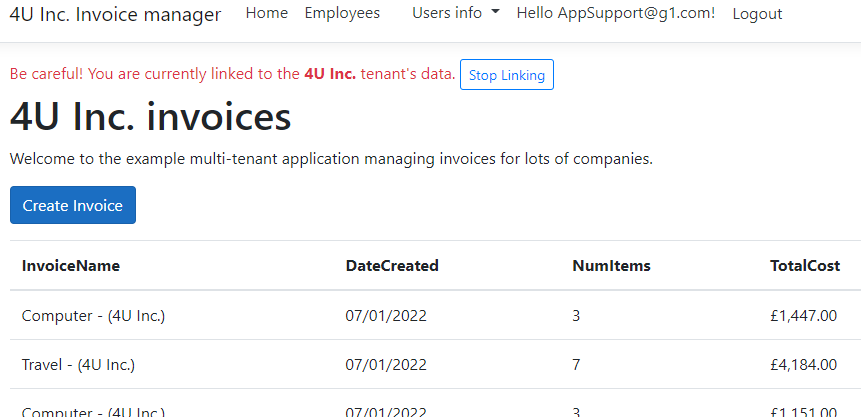 4U Inc. Invoice manager Home Employees Users info Hello AppSupport@g1.com! Logout
Be careful! You are currently linked to the 4U Inc. tenant's data. Stop Linking
4U Inc. invoices
Welcome to the example multi-tenant application managing invoices for lots of companies.
Create Invoice
InvoiceName DateCreated NumItems TotalCost
Computer - (4U Inc.) 07/01/2022 3 £1,447.00
Travel - (4U Inc.) 07/01/2022 7 £4,184.00
Computer - (4U Inc.) 07/01/2022 3 £1,151.00